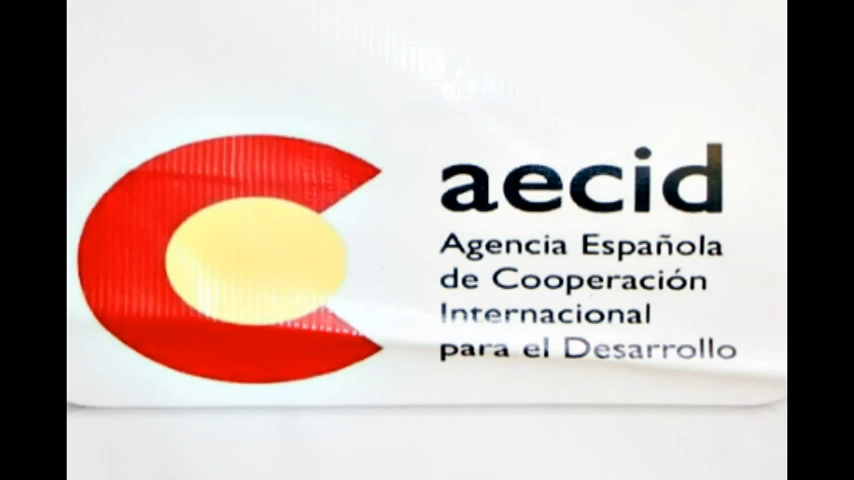 aecid
Agencia Española
de Cooperación
Internacional
para el Desarrollo